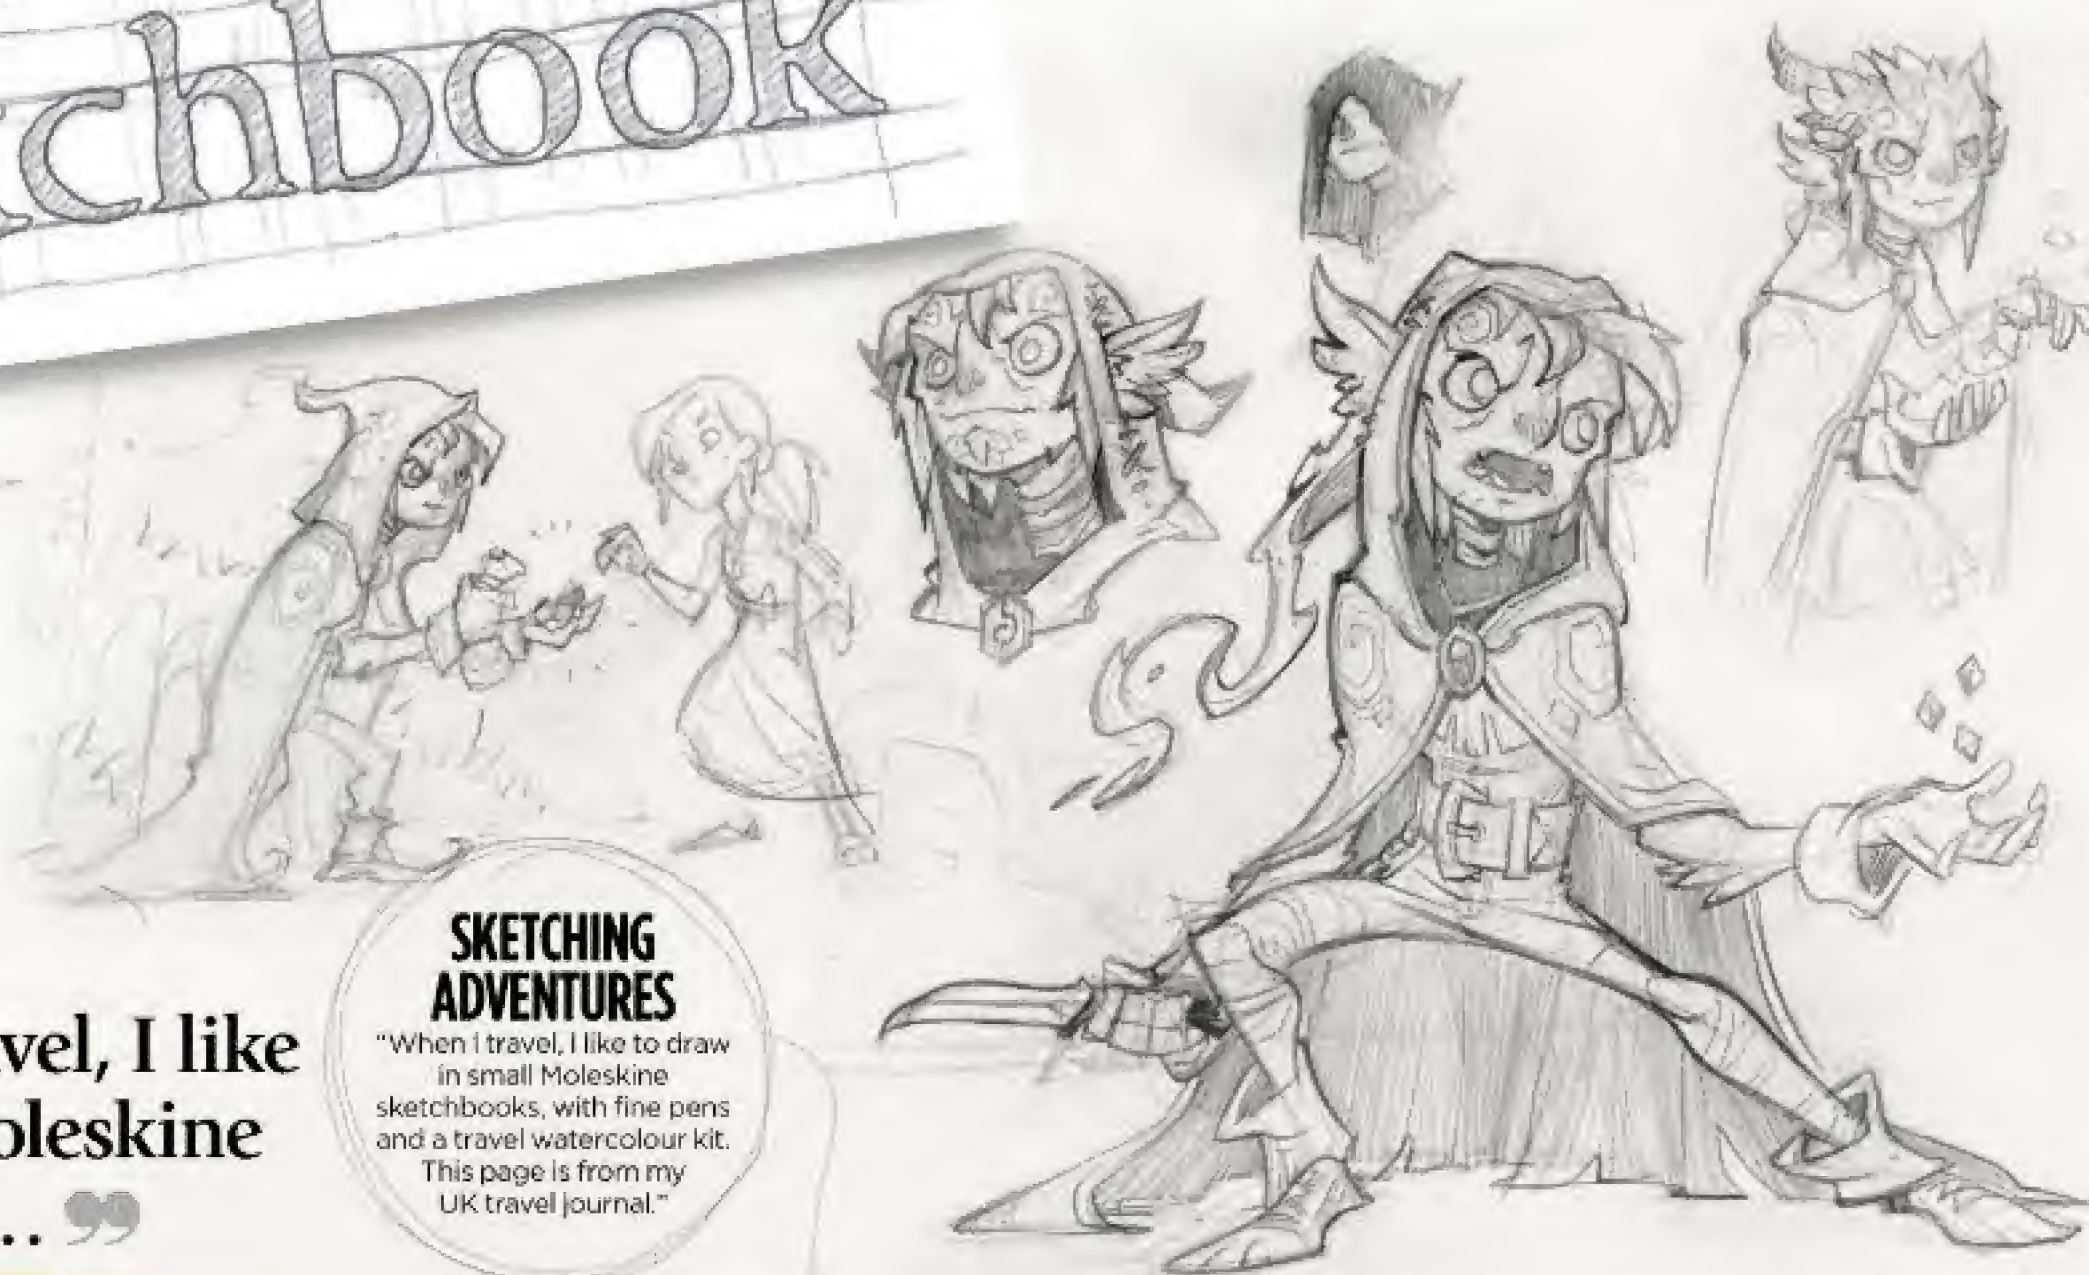 chbook
vel, I like
oleskine
.. ”
SKETCHING
ADVENTURES
“When i travel, I like to draw
in small Moleskine
sketchbooks, with fine pens
and a travel watercolour kit.
This page is from my
UK travel journal.”